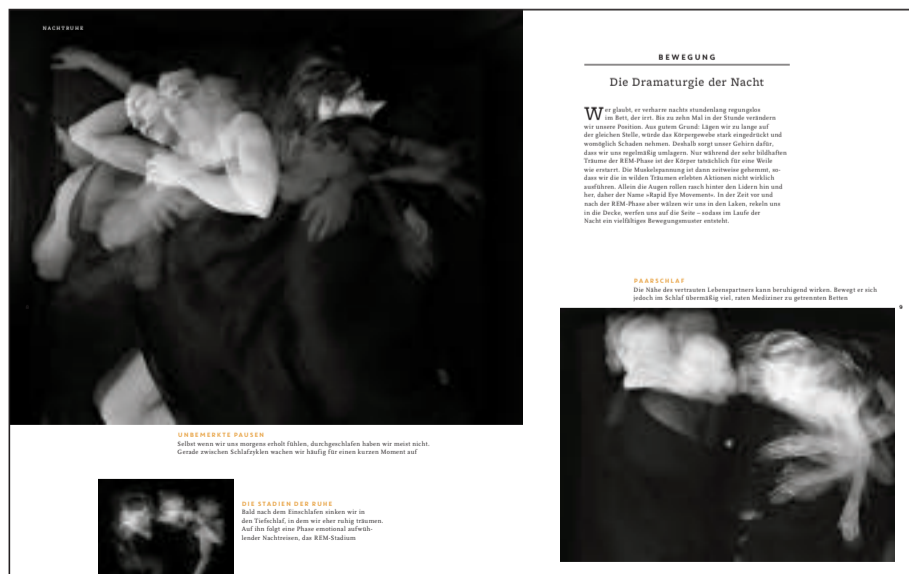 NACHTRUHE
BEWEGUNG
Die Dramaturgie der Nacht
Wer glaubt, er verharre nachts stundenlang regungslos
im Bett, der irrt. Bis zu zehn Mal in der Stunde verändern
wir unsere Position. Aus gutem Grund: Lägen wir zu lange auf
der gleichen Stelle, würde das Körpergewebe stark eingedrückt und
womöglich Schaden nehmen. Deshalb sorgt unser Gehirn dafür,
dass wir uns regelmäßig umlagern. Nur während der sehr bildhaften
Träume der REM-Phase ist der Körper tatsächlich für eine Weile
wie erstarrt. Die Muskelspannung ist dann zeitweise gehemmt, so-
dass wir die in wilden Träumen erlebten Aktionen nicht wirklich
ausführen. Allein die Augen rollen rasch hinter den Lidern hin und
her, daher der Name »Rapid Eye Movement«. In der Zeit vor und
nach der REM-Phase aber wälzen wir uns in den Laken, rekeln uns
in die Decke, werfen uns auf die Seite – sodass im Laufe der
Nacht ein vielfältiges Bewegungsmuster entsteht.
PAARSCHLAF
Die Nähe des vertrauten Lebenspartners kann beruhigend wirken. Bewegt er sich
jedoch im Schlaf übermäßig viel, raten Mediziner zu getrennten Betten
9
UNBEMERKTE PAUSEN
Selbst wenn wir uns morgens erholt fühlen, durchgeschlafen haben wir meist nicht.
Gerade zwischen Schlafzyklen wachen wir häufig für einen kurzen Moment auf
DIE STADIEN DER RUHE
Bald nach dem Einschlafen sinken wir in
den Tiefschlaf, in dem wir eher ruhig träumen.
Auf ihn folgt eine Phase emotional aufwüh-
lender Nachtreisen, das REM-Stadium